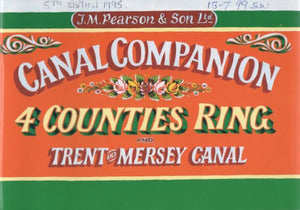 5TH EDITION 1995.
15-7-99
J.M. Pearson & Son Ltd
CANAL COMPANION
4 COUNTIES RING
AND
TRENT AND MERSEY CANAL